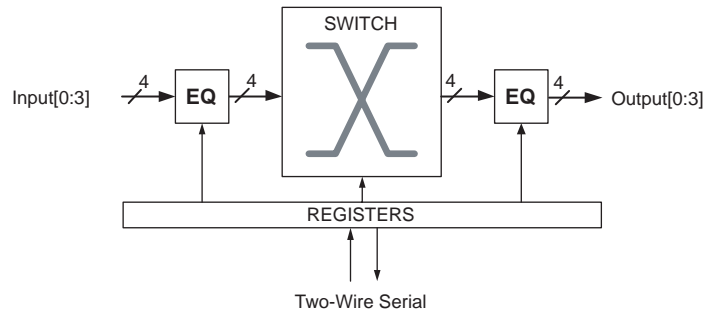 SWITCH
Input[0:3]
4
EQ
4
4
EQ
4
Output[0:3]
REGISTERS
Two-Wire Serial